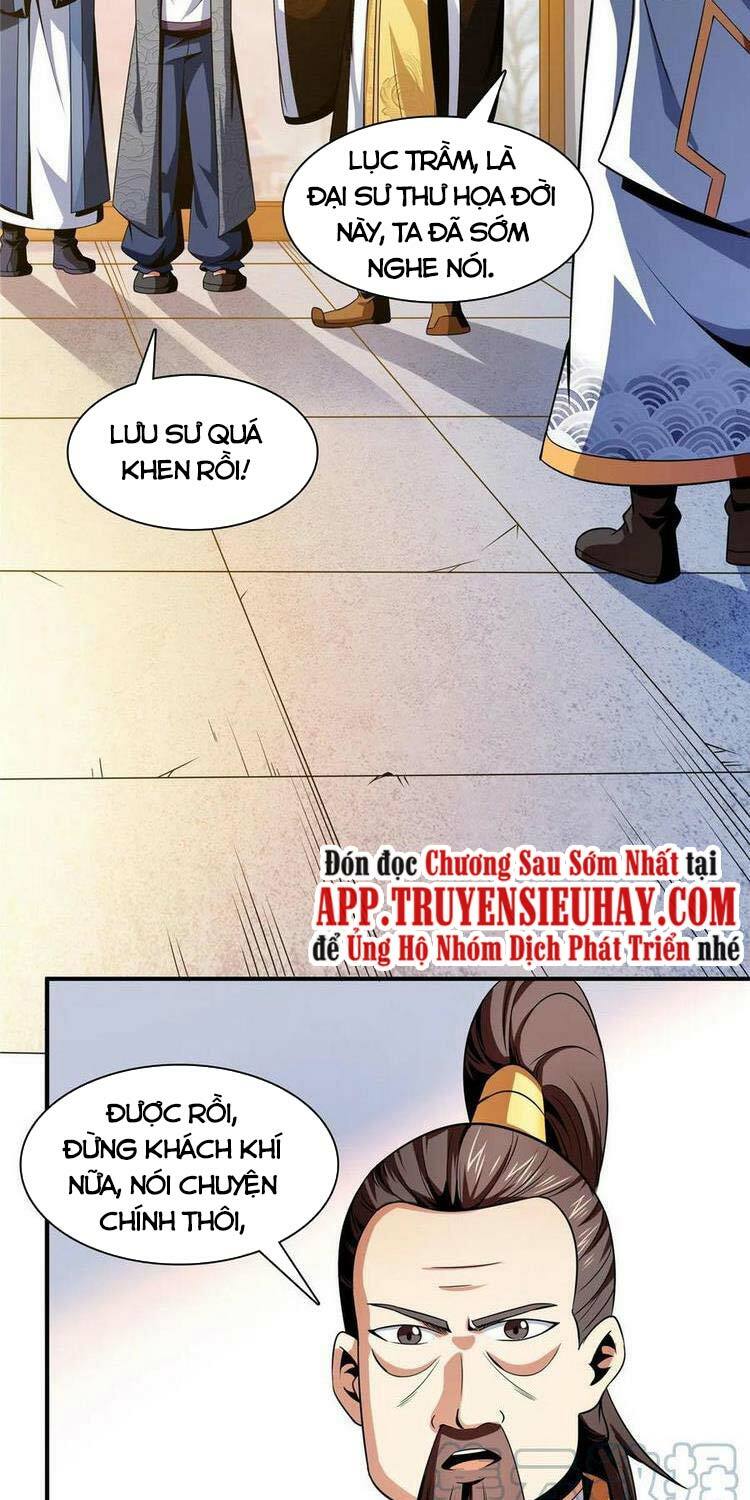 LỤC TRẦM, LÀ
ĐẠI SƯ THƯ HỌA ĐỜI
NÀY, TA ĐÃ SỚM
NGHE NÓI.
LƯU SƯ QUÁ
KHEN RỒI!
Đón đọc Chương Sau Sớm Nhất tại
APP.TRUYENSIEUHAY.COM
để Ủng Hộ Nhóm Dịch Phát Triển nhé
ĐƯỢC RỒI,
ĐỪNG KHÁCH KHÍ
NỮA, NÓI CHUYỆN
CHÍNH THÔI,